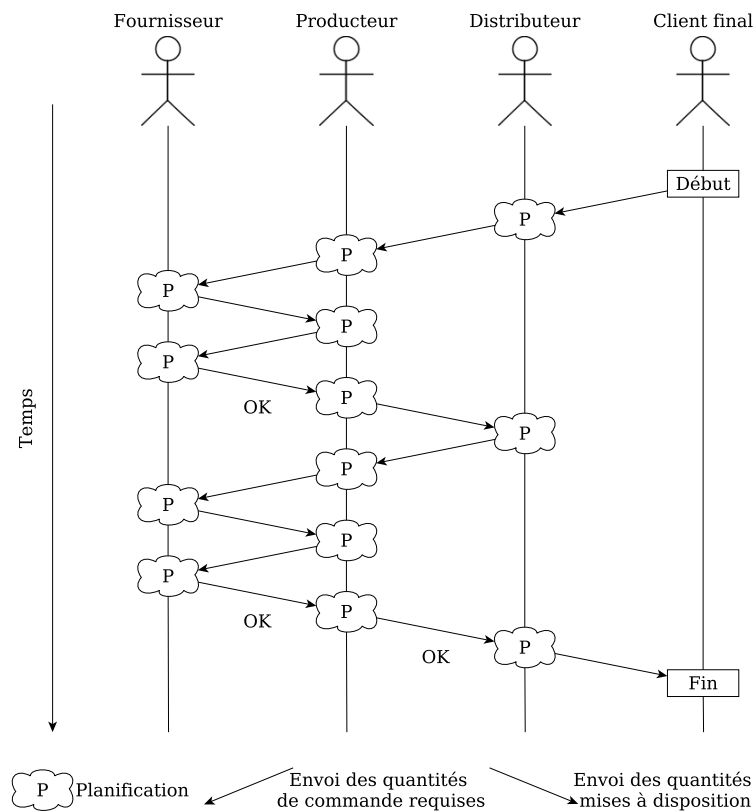 Fournisseur
Producteur
Distributeur
Client final
Début
P
P
P
P
P
OK
P
P
Temps
P
P
P
P
OK
P
OK
P
Fin
P
Planification
Envoi des quantités
de commande requises
Envoi des quantités
mises à disposition